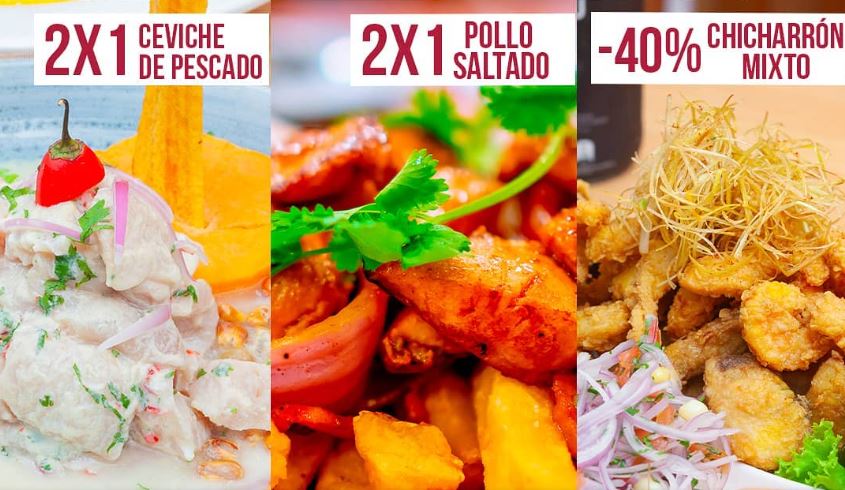 2X1 CEVICHE
DE PESCADO
2X1 POLLO
SALTADO
-40% CHICHARRÓN
MIXTO